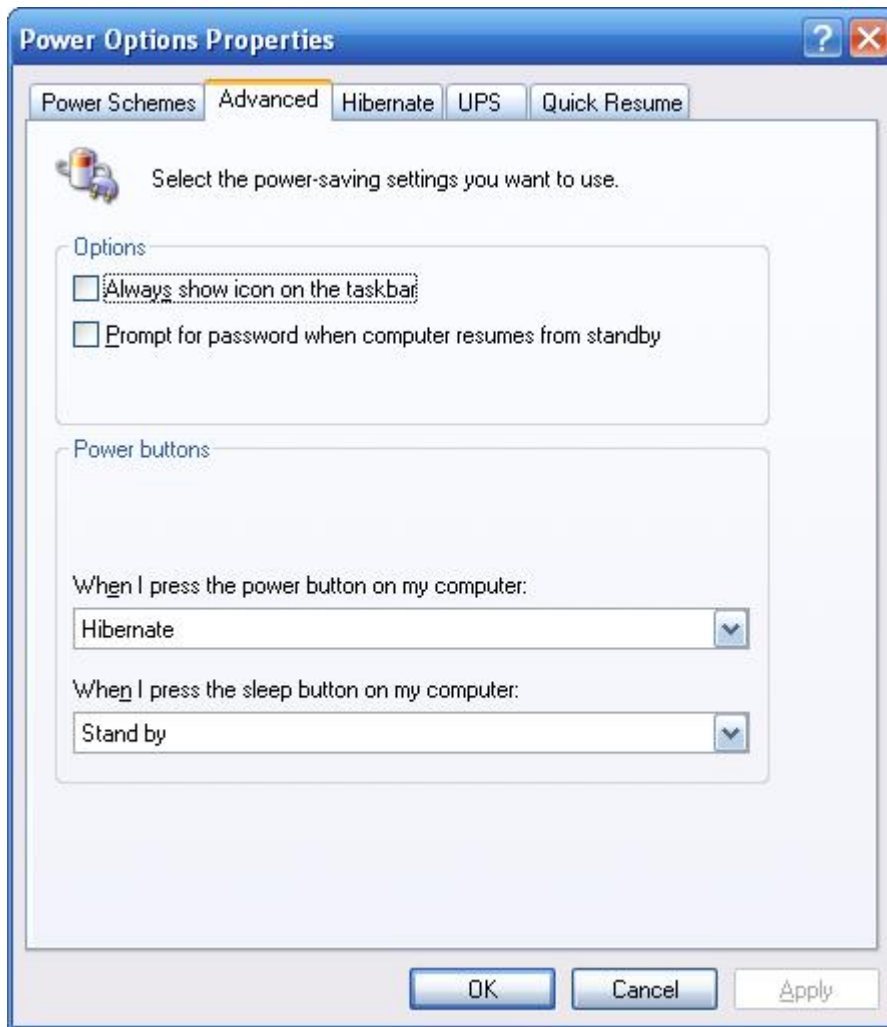 Power Options Properties
Power Schemes Advanced Hibernate UPS Quick Resume
Select the power-saving settings you want to use.
Options
Always show icon on the taskbar
Prompt for password when computer resumes from standby
Power buttons
When I press the power button on my computer:
Hibernate
When I press the sleep button on my computer:
Stand by
OK Cancel Apply